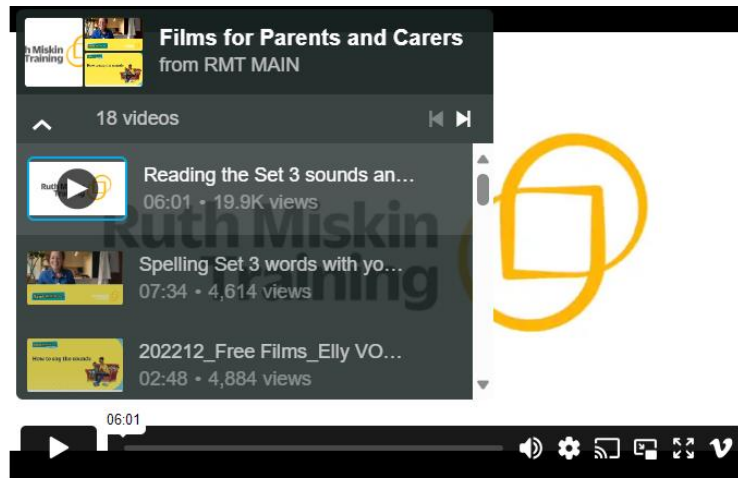 Films for Parents and Carers
from RMT MAIN
18 videos
Reading the Set 3 sounds an...
06:01 • 19.9K views
Spelling Set 3 words with yo...
07:34 • 4,614 views
How to say the sounds
202212_Free Films_Elly VO...
02:48 • 4,884 views
Ruth Miskin
Training
06:01